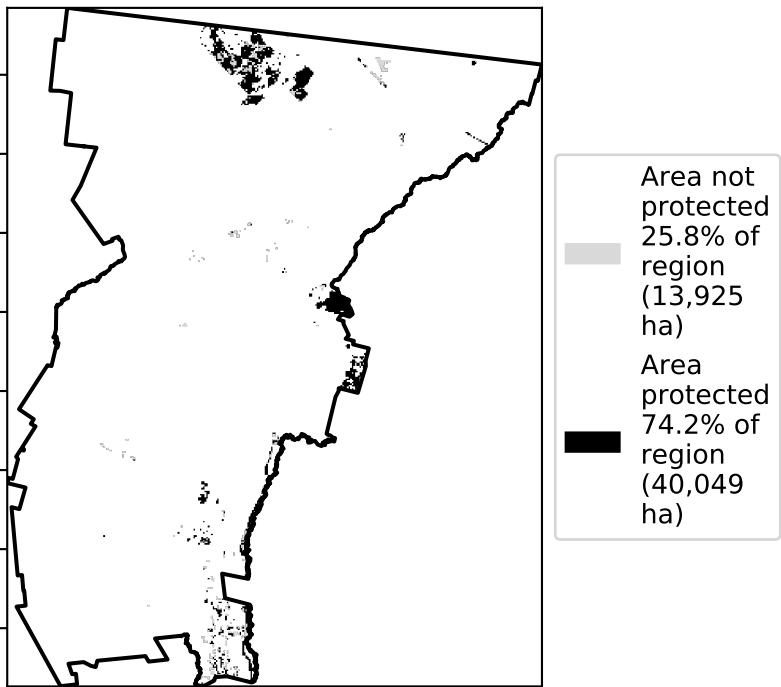 Area not
protected
25.8% of
region
(13,925
ha)
Area
protected
74.2% of
region
(40,049
ha)